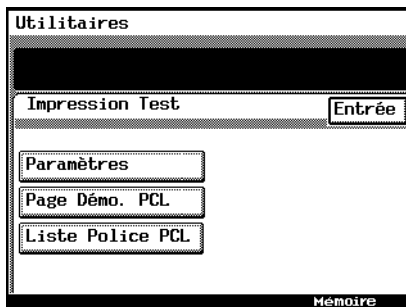 Utilitaires
Impression Test
Entrée
Paramètres
Page Démo. PCL
Liste Police PCL
Mémoire